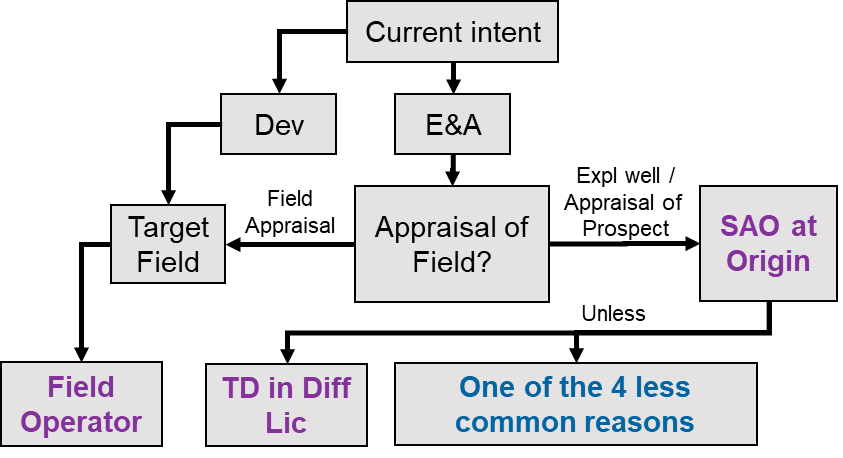 Current intent
Dev
E&A
Field
Appraisal
Expl well /
Appraisal of
Prospect
Target
Field
Appraisal of
Field?
SAO at
Origin
Unless
Field
Operator
TD in Diff
Lic
One of the 4 less
common reasons